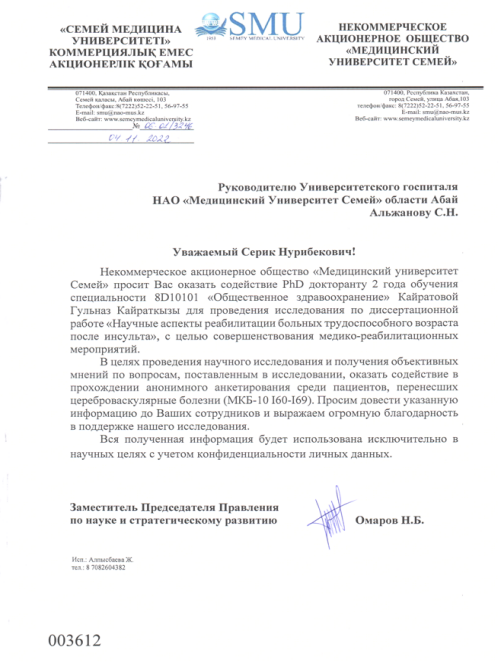 «СЕМЕЙ МЕДИЦИНА
УНИВЕРСИТЕТІ»
КОММЕРЦИЯЛЫҚ ЕМЕС
АКЦИОНЕРЛІК ҚОҒАМЫ
SMU
SEMEY MEDICAL UNIVERSITY
НЕКОММЕРЧЕСКОЕ
АКЦИОНЕРНОЕ ОБЩЕСТВО
«МЕДИЦИНСКИЙ
УНИВЕРСИТЕТ СЕМЕЙ»
071400, Қазақстан Республикасы,
Семей қаласы, Абай көшесі, 103
Телефон/факс: 8(7222)52-22-51, 56-97-55
E-mail: smu@nao-mus.kz
Веб-сайт: www.semeymedicaluniversity.kz
071400, Республика Казахстан,
город Семей, улица Абая,103
телефон/факс: 8(7222)52-22-51, 56-97-55
E-mail: smu@nao-mus.kz
Веб-сайт: www.semeymedicaluniversity.kz
№
04 11 2022
Руководителю Университетского госпиталя
НАО «Медицинский Университет Семей» области Абай
Альжанову С.Н.
Уважаемый Серик Нурибекович!
Некоммерческое акционерное общество «Медицинский университет
Семей» просит Вас оказать содействие PhD докторанту 2 года обучения
специальности 8D10101 «Общественное здравоохранение» Кайратовой
Гульназ Кайраткызы для проведения исследования по диссертационной
работе «Научные аспекты реабилитации больных трудоспособного возраста
после инсульта», с целью совершенствования медико-реабилитационных
мероприятий.
В целях проведения научного исследования и получения объективных
мнений по вопросам, поставленным в исследовании, оказать содействие в
прохождении анонимного анкетирования среди пациентов, перенесших
цереброваскулярные болезни (МКБ-10 I60-I69). Просим довести указанную
информацию до Ваших сотрудников и выражаем огромную благодарность
в поддержке нашего исследования.
Вся полученная информация будет использована исключительно в
научных целях с учетом конфиденциальности личных данных.
Заместитель Председателя Правления
по науке и стратегическому развитию
Омаров Н.Б.
Исп.: Алпысбаева Ж.
тел.: 8 7082604382
003612